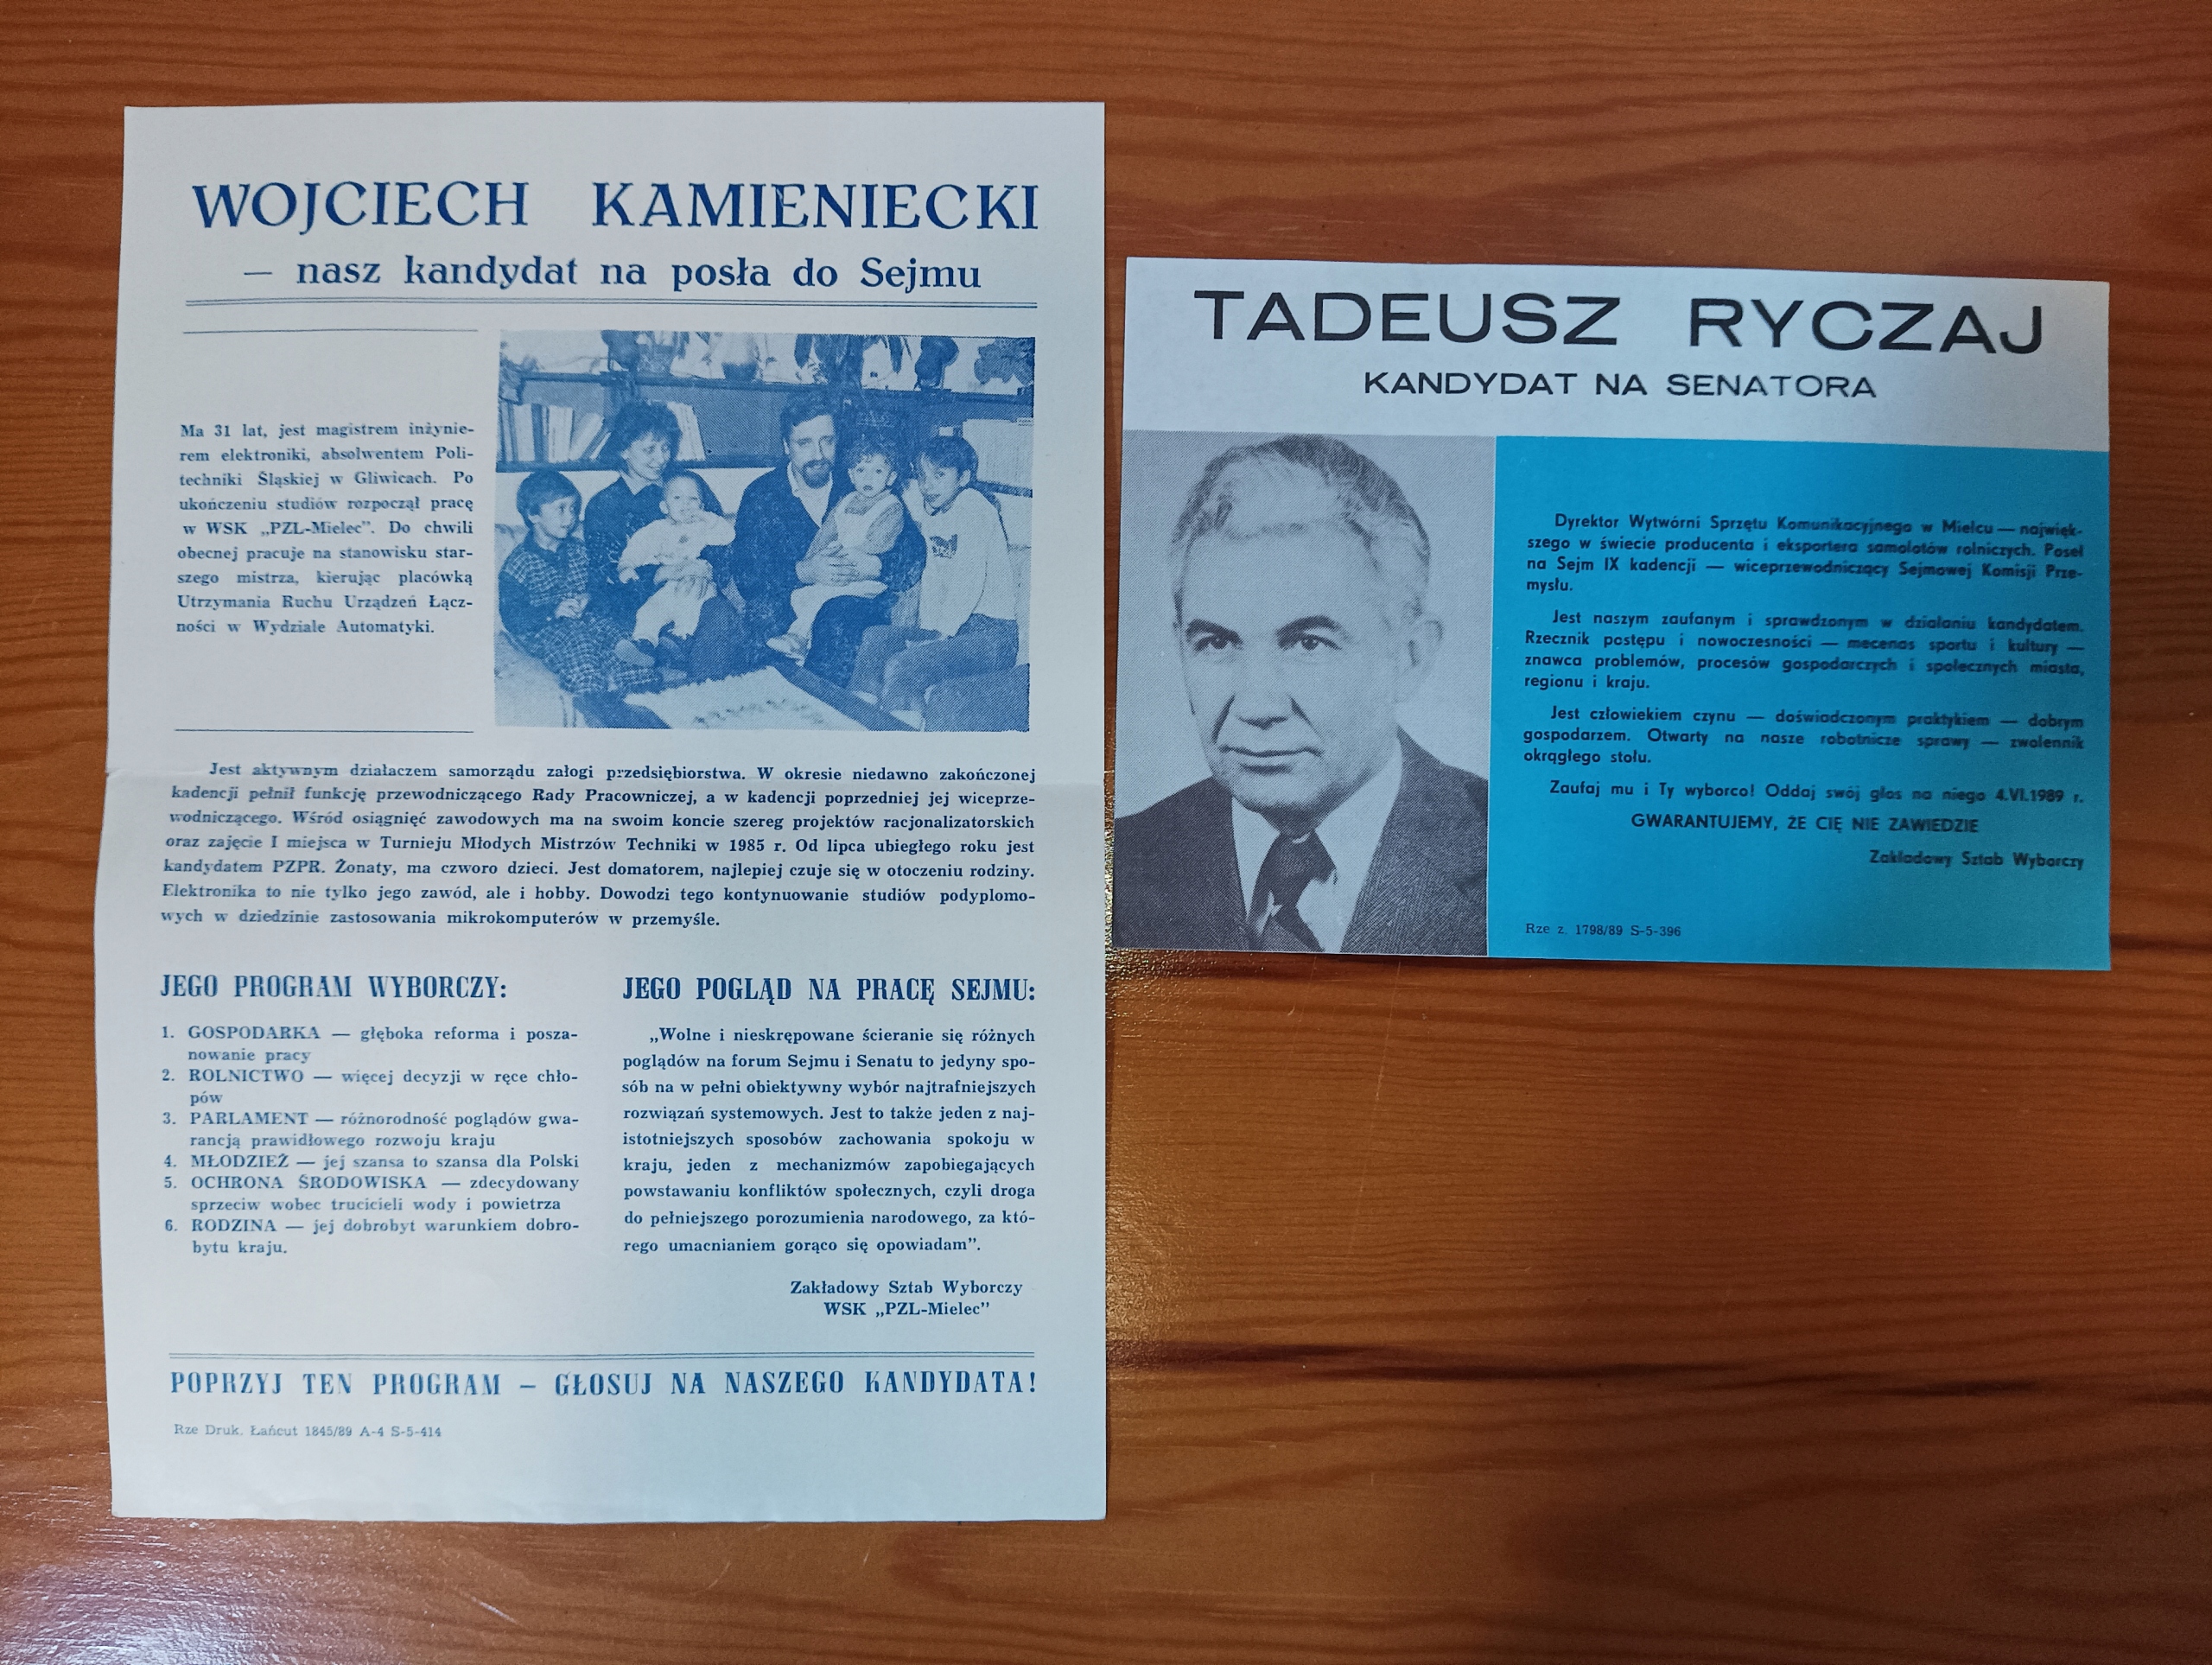 WOJCIECH KAMIENIECKI
— nasz kandydat na posła do Sejmu
Ma 31 lat, jest magistrem inżynie-
rem elektroniki, absolwentem Poli-
techniki Śląskiej w Gliwicach. Po
ukończeniu studiów rozpoczął pracę
w WSK „PZL-Mielec”. Do chwili
obecnej pracuje na stanowisku star-
szego mistrza, kierując placówką
Utrzymania Ruchu Urządzeń Łącz-
ności w Wydziale Automatyki.
Jest aktywnym działaczem samorządu załogi przedsiębiorstwa. W okresie niedawno zakończonej
kadencji pełnił funkcję przewodniczącego Rady Pracowniczej, a w kadencji poprzedniej jej wiceprze-
wodniczącego. Wśród osiągnięć zawodowych ma na swoim koncie szereg projektów racjonalizatorskich
oraz zajęcie I miejsca w Turnieju Młodych Mistrzów Techniki w 1985 r. Od lipca ubiegłego roku jest
kandydatem PZPR. Żonaty, ma czworo dzieci. Jest domatorem, najlepiej czuje się w otoczeniu rodziny.
Elektronika to nie tylko jego zawód, ale i hobby. Dowodzi tego kontynuowanie studiów podyplomo-
wych w dziedzinie zastosowania mikrokomputerów w przemyśle.
JEGO PROGRAM WYBORCZY:
1. GOSPODARKA — głęboka reforma i posza-
nowanie pracy
2. ROLNICTWO — więcej decyzji w ręce chło-
pów
3. PARLAMENT — różnorodność poglądów gwa-
rancją prawidłowego rozwoju kraju
4. MŁODZIEŻ — jej szansa to szansa dla Polski
5. OCHRONA ŚRODOWISKA — zdecydowany
sprzeciw wobec trucicieli wody i powietrza
6. RODZINA — jej dobrobyt warunkiem dobro-
bytu kraju.
JEGO POGLĄD NA PRACĘ SEJMU:
„Wolne i nieskrępowane ścieranie się różnych
poglądów na forum Sejmu i Senatu to jedyny spo-
sób na w pełni obiektywny wybór najtrafniejszych
rozwiązań systemowych. Jest to także jeden z naj-
istotniejszych sposobów zachowania spokoju w
kraju, jeden z mechanizmów zapobiegających
powstawaniu konfliktów społecznych, czyli droga
do pełniejszego porozumienia narodowego, za któ-
rego umacnianiem gorąco się opowiadam”.
Zakładowy Sztab Wyborczy
WSK „PZL-Mielec”
POPRZYJ TEN PROGRAM — GŁOSUJ NA NASZEGO KANDYDATA!
Rze Druk. Łańcut 1845/89 A-4 S-5-414
TADEUSZ RYCZAJ
KANDYDAT NA SENATORA
Dyrektor Wytwórni Sprzętu Komunikacyjnego w Mielcu — najwięk-
szego w świecie producenta i eksportera samolotów rolniczych. Poseł
na Sejm IX kadencji — wiceprzewodniczący Sejmowej Komisji Prze-
mysłu.
Jest naszym zaufanym i sprawdzonym w działaniu kandydatem.
Rzecznik postępu i nowoczesności — mecenas sportu i kultury —
znawca problemów, procesów gospodarczych i społecznych miasta,
regionu i kraju.
Jest człowiekiem czynu — doświadczonym praktykiem — dobrym
gospodarzem. Otwarty na nasze robotnicze sprawy — zwolennik
okrągłego stołu.
Zaufaj mu i Ty wyborco! Oddaj swój głos na niego 4.VI.1989 r.
GWARANTUJEMY, ŻE CIĘ NIE ZAWIEDZIE
Zakładowy Sztab Wyborczy
Rze z. 1798/89 S-5-396